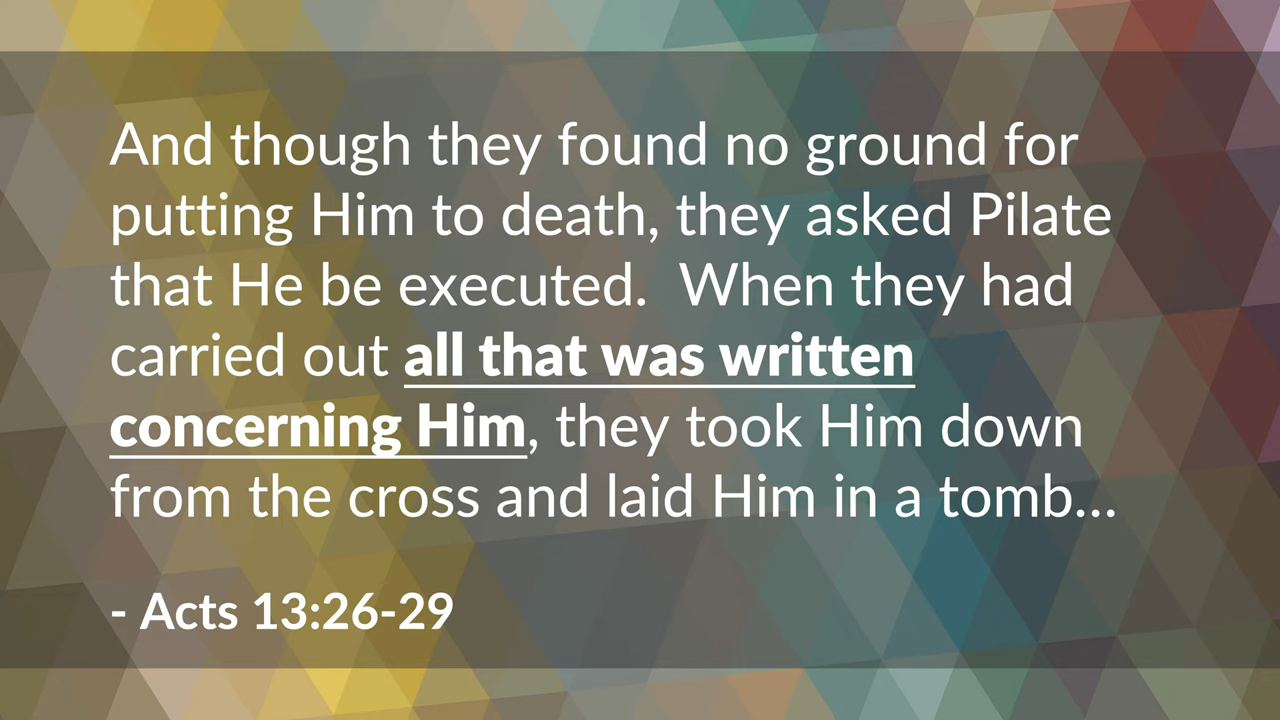 And though they found no ground for
putting Him to death, they asked Pilate
that He be executed.  When they had
carried out all that was written
concerning Him, they took Him down
from the cross and laid Him in a tomb...
- Acts 13:26-29